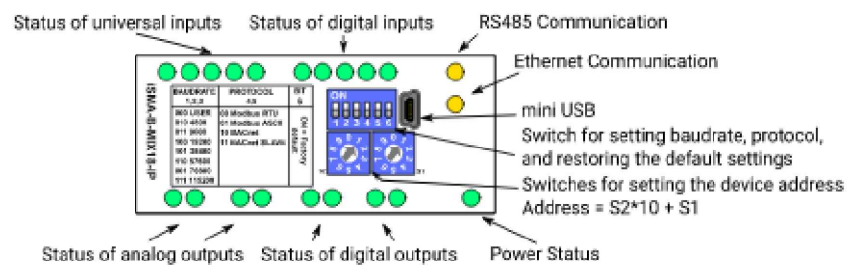 Status of universal inputs
Status of digital inputs
RS485 Communication
Ethernet Communication
iSMA-B-MIX18-IP
BAUDRATE PROTOCOL BIT
1,2,3 4,5 6
000 USER 00 Modbus RTU
010 4800 01 Modbus ASCII
011 9600 10 BACnet
100 19200 11 BACnet SLAVE
101 38400
110 57600
001 76800
111 115200
On = Factory
default
ON
1 2 3 4 5 6
mini USB
Switch for setting baudrate, protocol,
and restoring the default settings
Switches for setting the device address
Address = S2*10 + S1
S1
Status of analog outputs
Status of digital outputs
Power Status